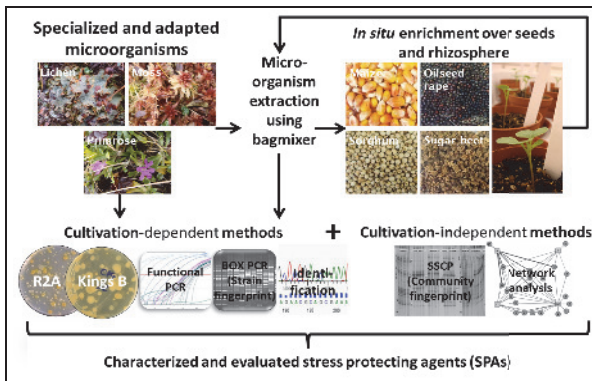 Specialized and adapted
microorganisms
Lichen
Moss
Primrose
Micro-
organism
extraction
using
bagmixer
In situ enrichment over seeds
and rhizosphere
Maize
Oilseed
rape
Sorghum
Sugar beet
Cultivation-dependent methods
+
Cultivation-independent methods
R2A
Kings B
Functional
PCR
BOX PCR
(Strain
fingerprint)
Identi-
fication
SSCP
(Community
fingerprint)
Network
analysis
Characterized and evaluated stress protecting agents (SPAs)